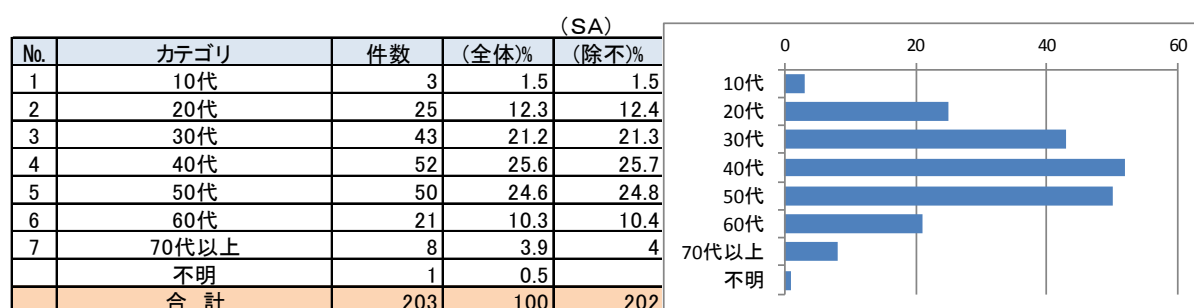 (SA)
No. カテゴリ 件数 (全体)% (除不)%
1 10代 3 1.5 1.5
2 20代 25 12.3 12.4
3 30代 43 21.2 21.3
4 40代 52 25.6 25.7
5 50代 50 24.6 24.8
6 60代 21 10.3 10.4
7 70代以上 8 3.9 4
不明 1 0.5
合 計 203 100 202
0 20 40 60
10代
20代
30代
40代
50代
60代
70代以上
不明